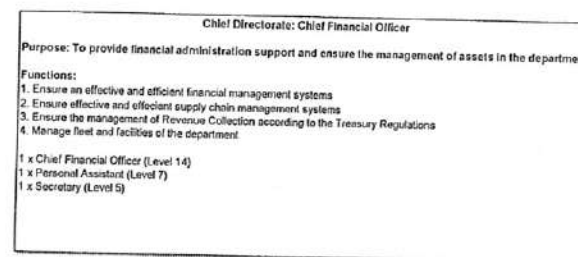 Chief Directorate: Chief Financial Officer
Purpose: To provide financial administration support and ensure the management of assets in the departme
Functions:
1. Ensure an effective and efficient financial management systems
2. Ensure effective and effecient supply chain management systems
3. Ensure the management of Revenue Collection according to the Treasury Regulations
4. Manage fleet and facilities of the department
1 x Chief Financial Officer (Level 14)
1 x Personal Assistant (Level 7)
1 x Secretary (Level 5)